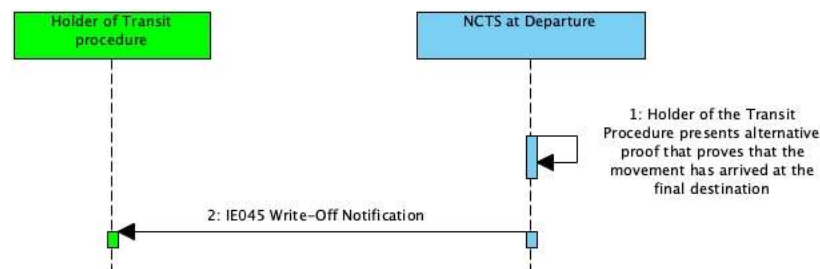 Holder of Transit
procedure
NCTS at Departure
1: Holder of the Transit
Procedure presents alternative
proof that proves that the
movement has arrived at the
final destination
2: IE045 Write-Off Notification